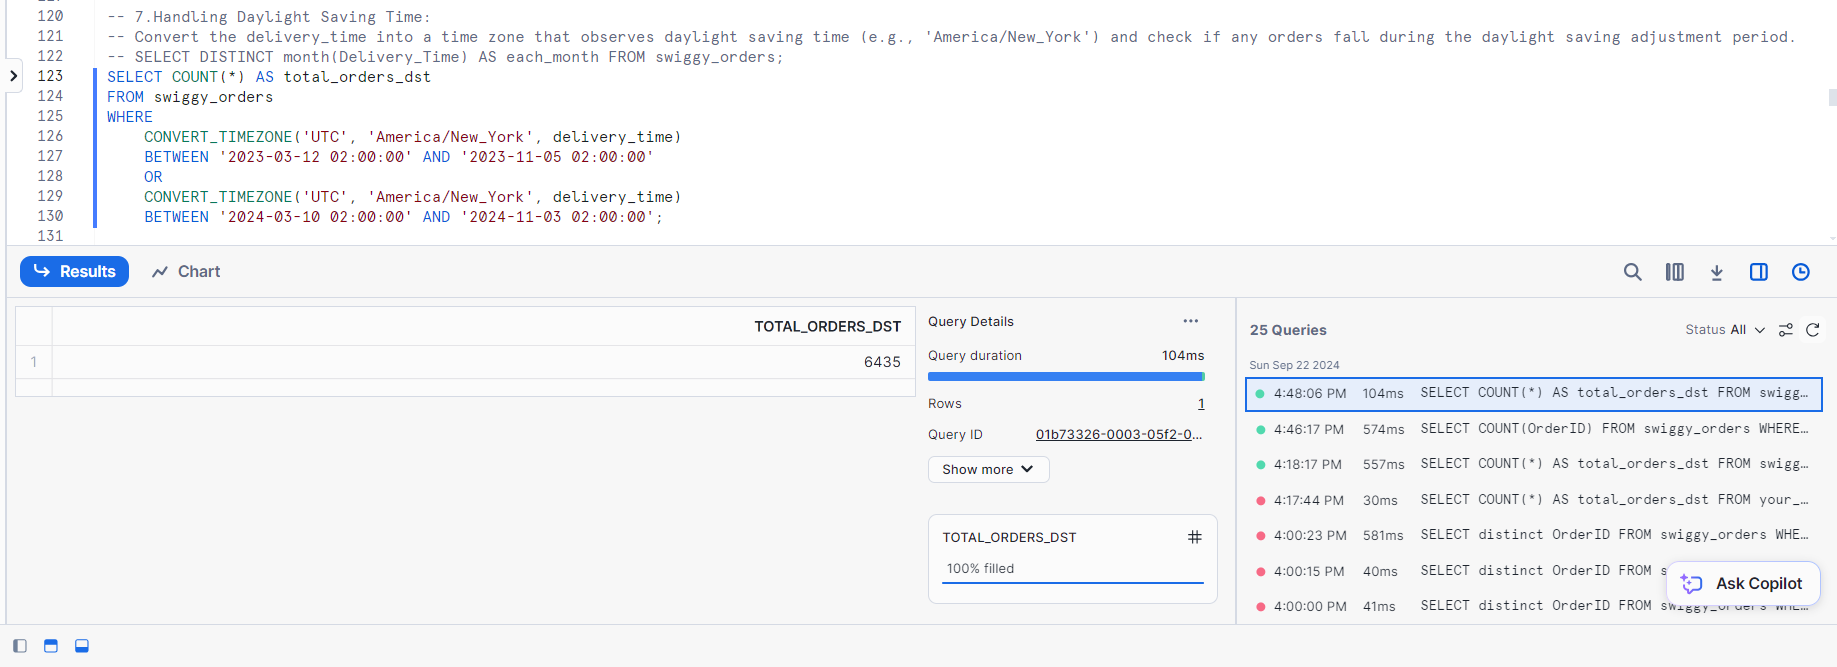 120 -- 7.Handling Daylight Saving Time:
121 -- Convert the delivery_time into a time zone that observes daylight saving time (e.g., 'America/New_York') and check if any orders fall during the daylight saving adjustment period.
122 -- SELECT DISTINCT month(Delivery_Time) AS each_month FROM swiggy_orders;
123 SELECT COUNT(*) AS total_orders_dst
124 FROM swiggy_orders
125 WHERE
126 CONVERT_TIMEZONE('UTC', 'America/New_York', delivery_time)
127 BETWEEN '2023-03-12 02:00:00' AND '2023-11-05 02:00:00'
128 OR
129 CONVERT_TIMEZONE('UTC', 'America/New_York', delivery_time)
130 BETWEEN '2024-03-10 02:00:00' AND '2024-11-03 02:00:00';
131
Results Chart
TOTAL_ORDERS_DST
1 6435
Query Details ...
Query duration 104ms
Rows 1
Query ID 01b73326-0003-05f2-0...
Show more
TOTAL_ORDERS_DST #
100% filled
25 Queries Status All
Sun Sep 22 2024
4:48:06 PM 104ms SELECT COUNT(*) AS total_orders_dst FROM swigg...
4:46:17 PM 574ms SELECT COUNT(OrderID) FROM swiggy_orders WHERE...
4:18:17 PM 557ms SELECT COUNT(*) AS total_orders_dst FROM swigg...
4:17:44 PM 30ms SELECT COUNT(*) AS total_orders_dst FROM your_...
4:00:23 PM 581ms SELECT distinct OrderID FROM swiggy_orders WHE...
4:00:15 PM 40ms SELECT distinct OrderID FROM s
4:00:00 PM 41ms SELECT distinct OrderID FROM swiggy_orders WHE...
Ask Copilot